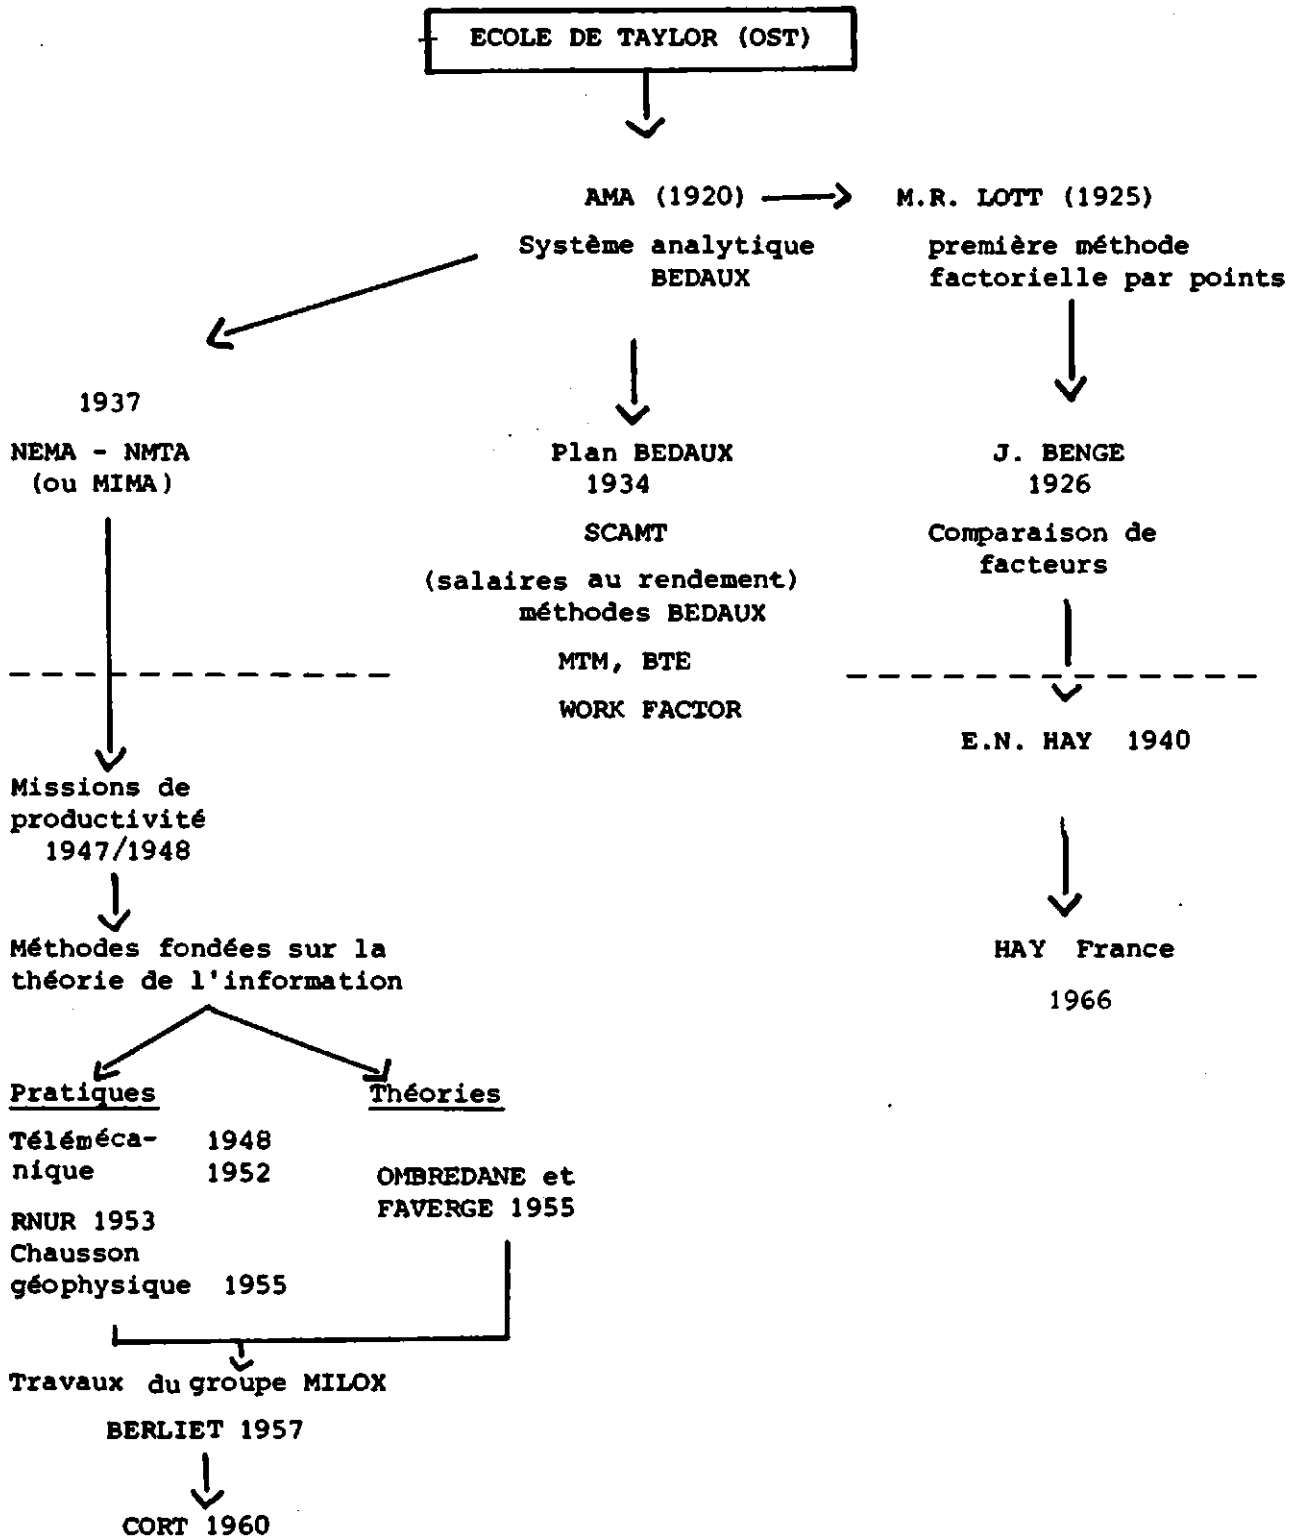 ECOLE DE TAYLOR (OST)
AMA (1920)
M.R. LOTT (1925)
Système analytique
BEDAUX
première méthode
factorielle par points
1937
NEMA - NMTA
(ou MIMA)
Plan BEDAUX
1934
SCAMT
(salaires au rendement)
méthodes BEDAUX
MTM, BTE
WORK FACTOR
J. BENGE
1926
Comparaison de
facteurs
E.N. HAY 1940
HAY France
1966
Missions de
productivité
1947/1948
Méthodes fondées sur la
théorie de l'information
Pratiques
Téléméca- 1948
nique 1952
RNUR 1953
Chausson
géophysique 1955
Théories
OMBREDANE et
FAVERGE 1955
Travaux du groupe MILOX
BERLIET 1957
CORT 1960